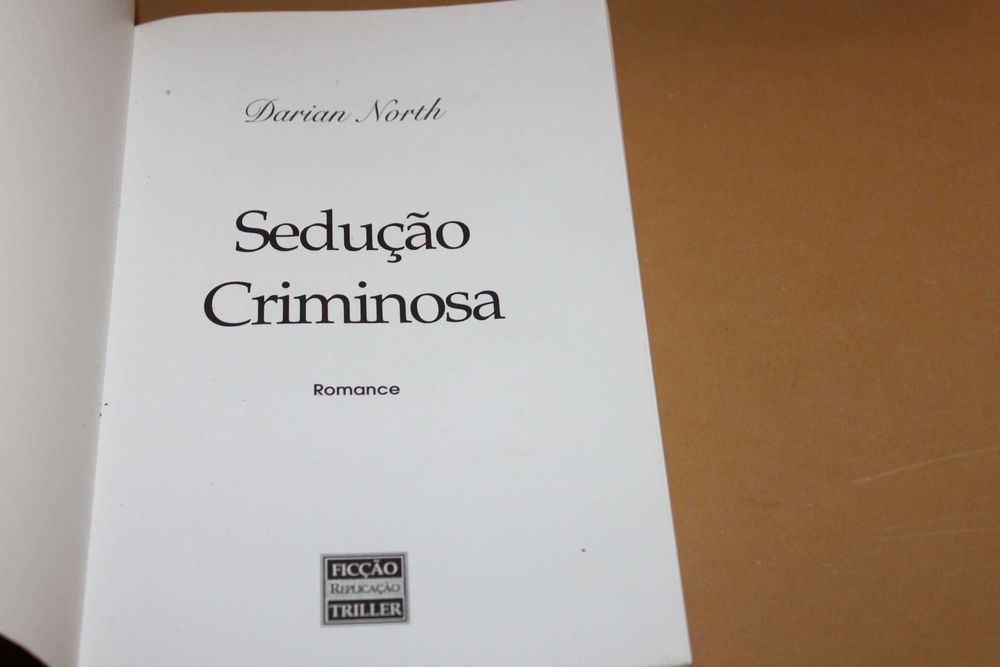 Darian North
Sedução
Criminosa
Romance
FICÇÃO
REPLICAÇÃO
TRILLER